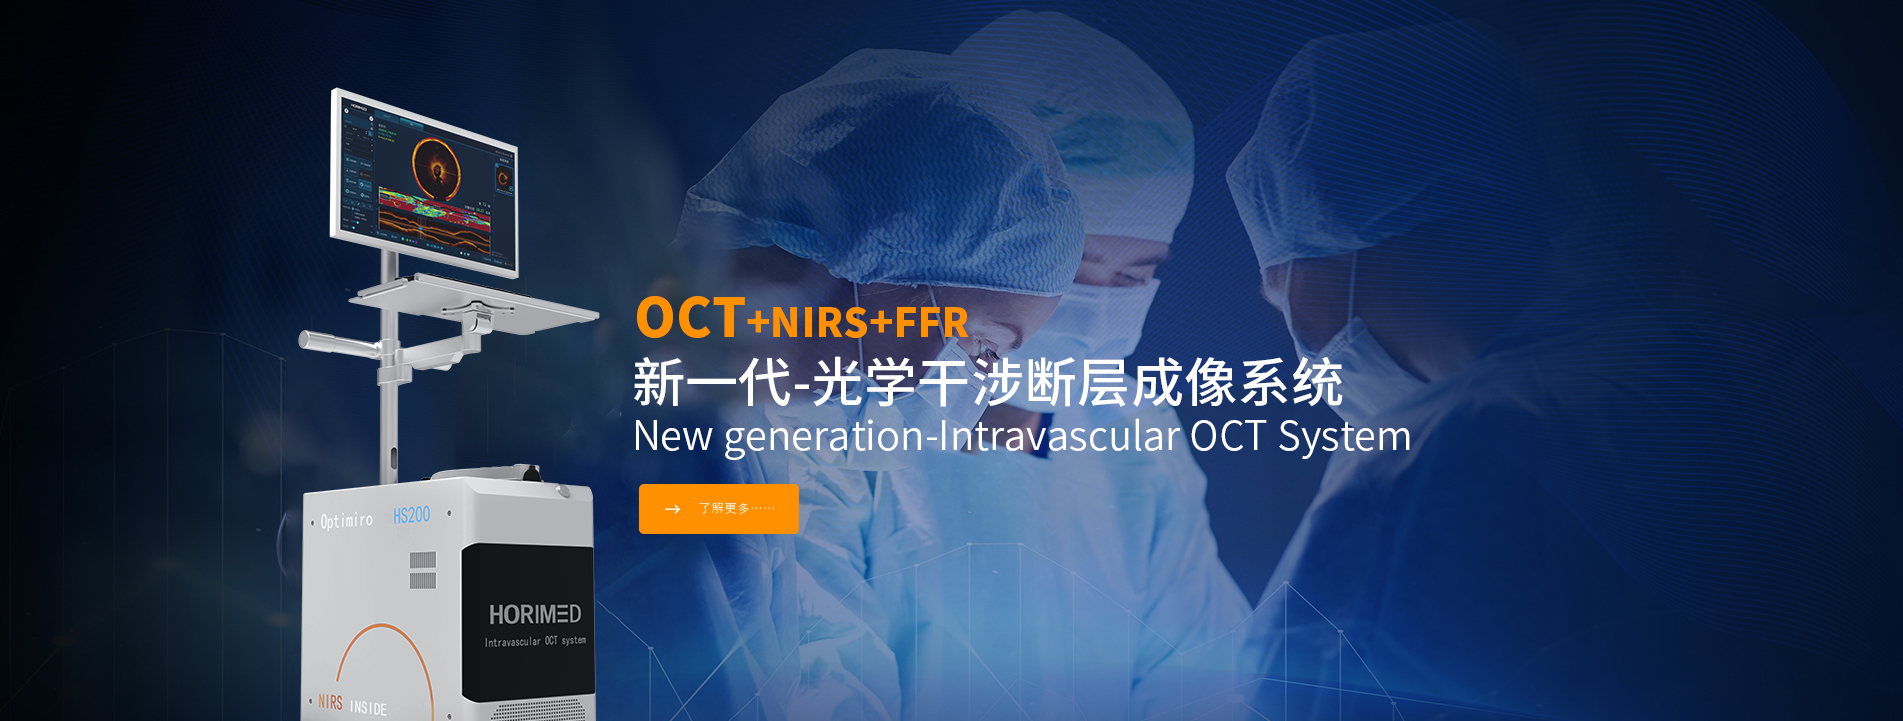 HORIMED
OCT+NIRS+FFR
新一代-光学干涉断层成像系统
New generation-Intravascular OCT System
→ 了解更多……
Optimiro HS200
HORIMED
Intravascular OCT system
NIRS INSIDE